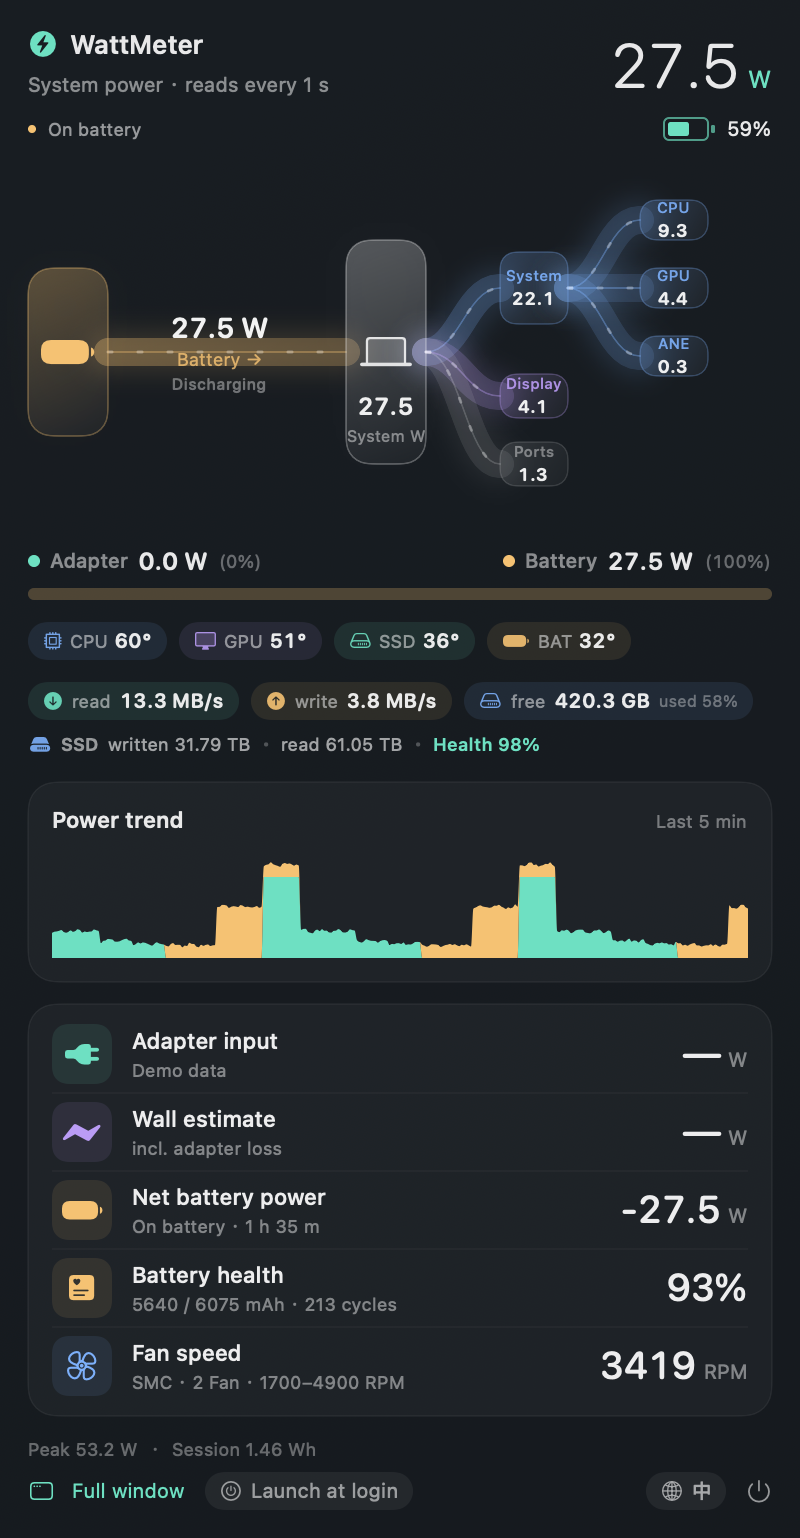 WattMeter
27.5 W
System power · reads every 1 s
On battery
59%
CPU
9.3
System
22.1
GPU
4.4
27.5 W
Battery →
Discharging
ANE
0.3
27.5
System W
Display
4.1
Ports
1.3
Adapter 0.0 W (0%)
Battery 27.5 W (100%)
CPU 60° GPU 51° SSD 36° BAT 32°
read 13.3 MB/s write 3.8 MB/s free 420.3 GB used 58%
SSD written 31.79 TB · read 61.05 TB · Health 98%
Power trend
Last 5 min
Adapter input
Demo data
— W
Wall estimate
incl. adapter loss
— W
Net battery power
On battery · 1 h 35 m
-27.5 W
Battery health
5640 / 6075 mAh · 213 cycles
93%
Fan speed
SMC · 2 Fan · 1700–4900 RPM
3419 RPM
Peak 53.2 W · Session 1.46 Wh
Full window
Launch at login
中